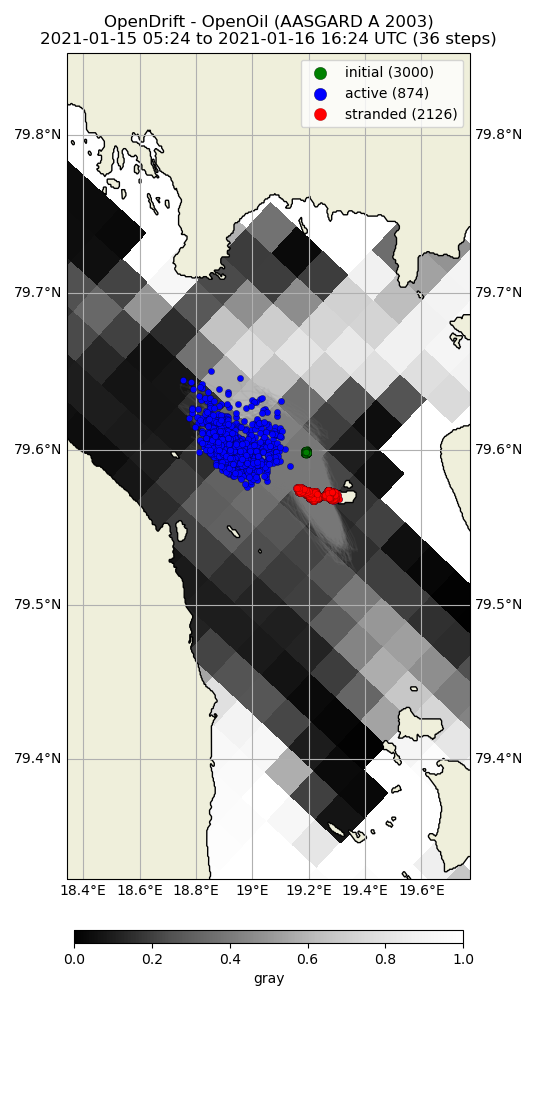 OpenDrift - OpenOil (AASGARD A 2003)
2021-01-15 05:24 to 2021-01-16 16:24 UTC (36 steps)
initial (3000)
active (874)
stranded (2126)
79.8°N 79.8°N
79.7°N 79.7°N
79.6°N 79.6°N
79.5°N 79.5°N
79.4°N 79.4°N
18.4°E 18.6°E 18.8°E 19°E 19.2°E 19.4°E 19.6°E
0.0 0.2 0.4 0.6 0.8 1.0
gray